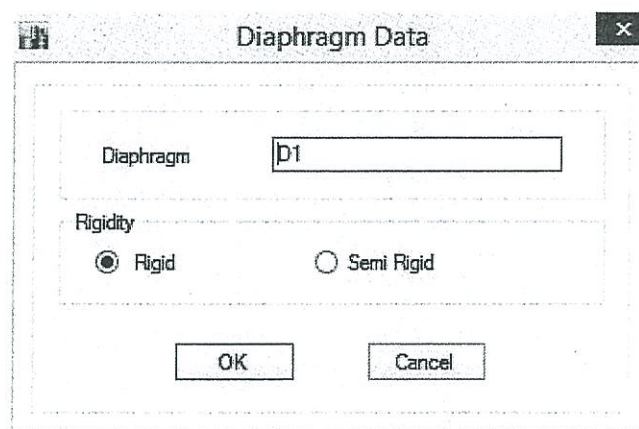 Diaphragm Data
Diaphragm D1
Rigidity
Rigid Semi Rigid
OK Cancel